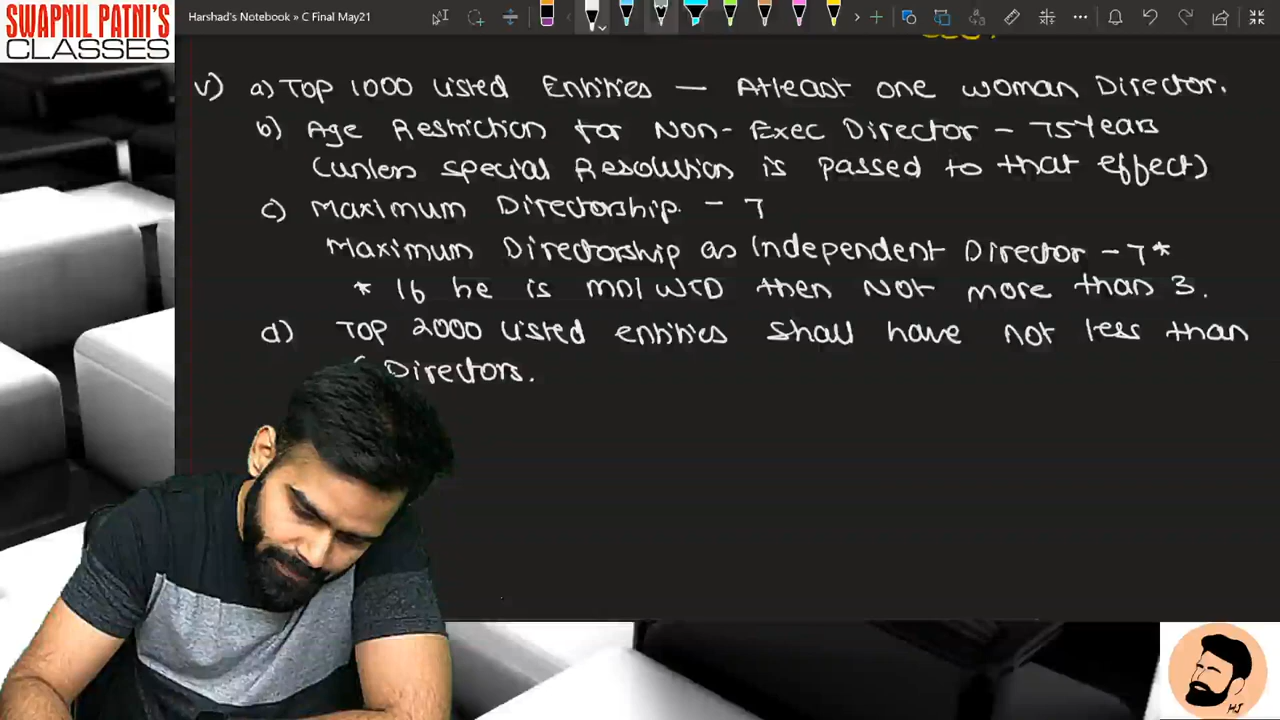 SWAPNIL PATNI'S
CLASSES
Harshad's Notebook » C Final May21
v) a) Top 1000 Listed Entities — Atleast one woman Director.
b) Age Restriction for Non-Exec Director - 75 Years
(unless special Resolution is passed to that effect)
c) Maximum Directorship - 7
Maximum Directorship as Independent Director - 7*
* If he is MD/WTD then Not more than 3.
d) Top 2000 listed entities shall have not less than
Directors.
HJ